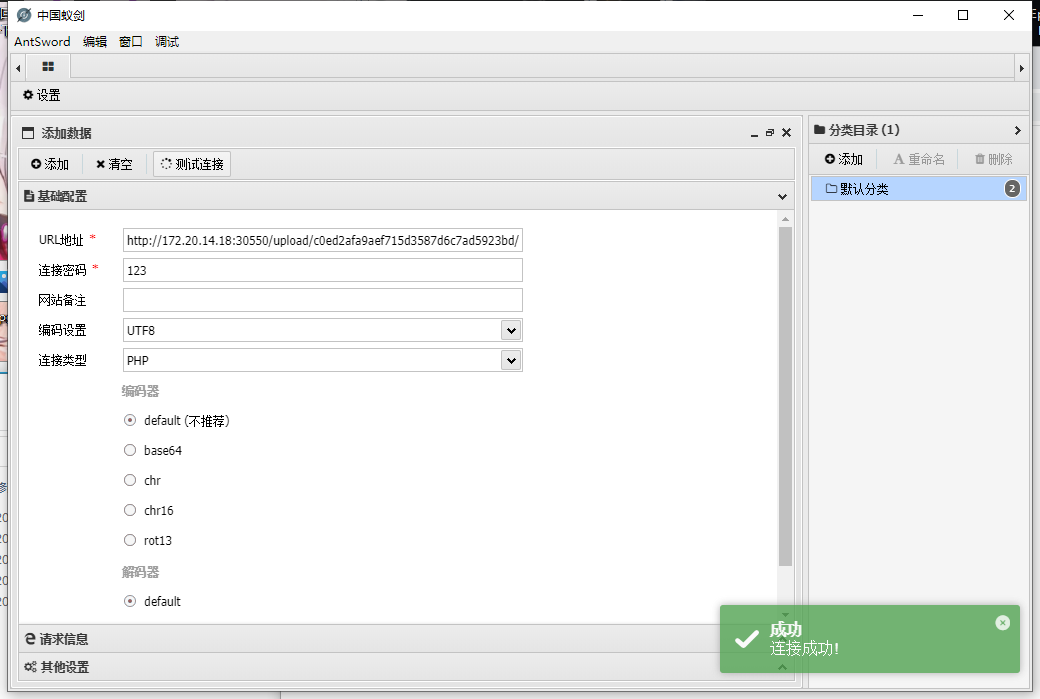 中国蚁剑
AntSword 编辑 窗口 调试
设置
添加数据
添加 清空 测试连接
基础配置
URL地址 * http://172.20.14.18:30550/upload/c0ed2afa9aef715d3587d6c7ad5923bd/
连接密码 * 123
网站备注
编码设置 UTF8
连接类型 PHP
编码器
default (不推荐)
base64
chr
chr16
rot13
解码器
default
请求信息
其他设置
分类目录 (1)
添加 重命名 删除
默认分类 2
成功
连接成功!